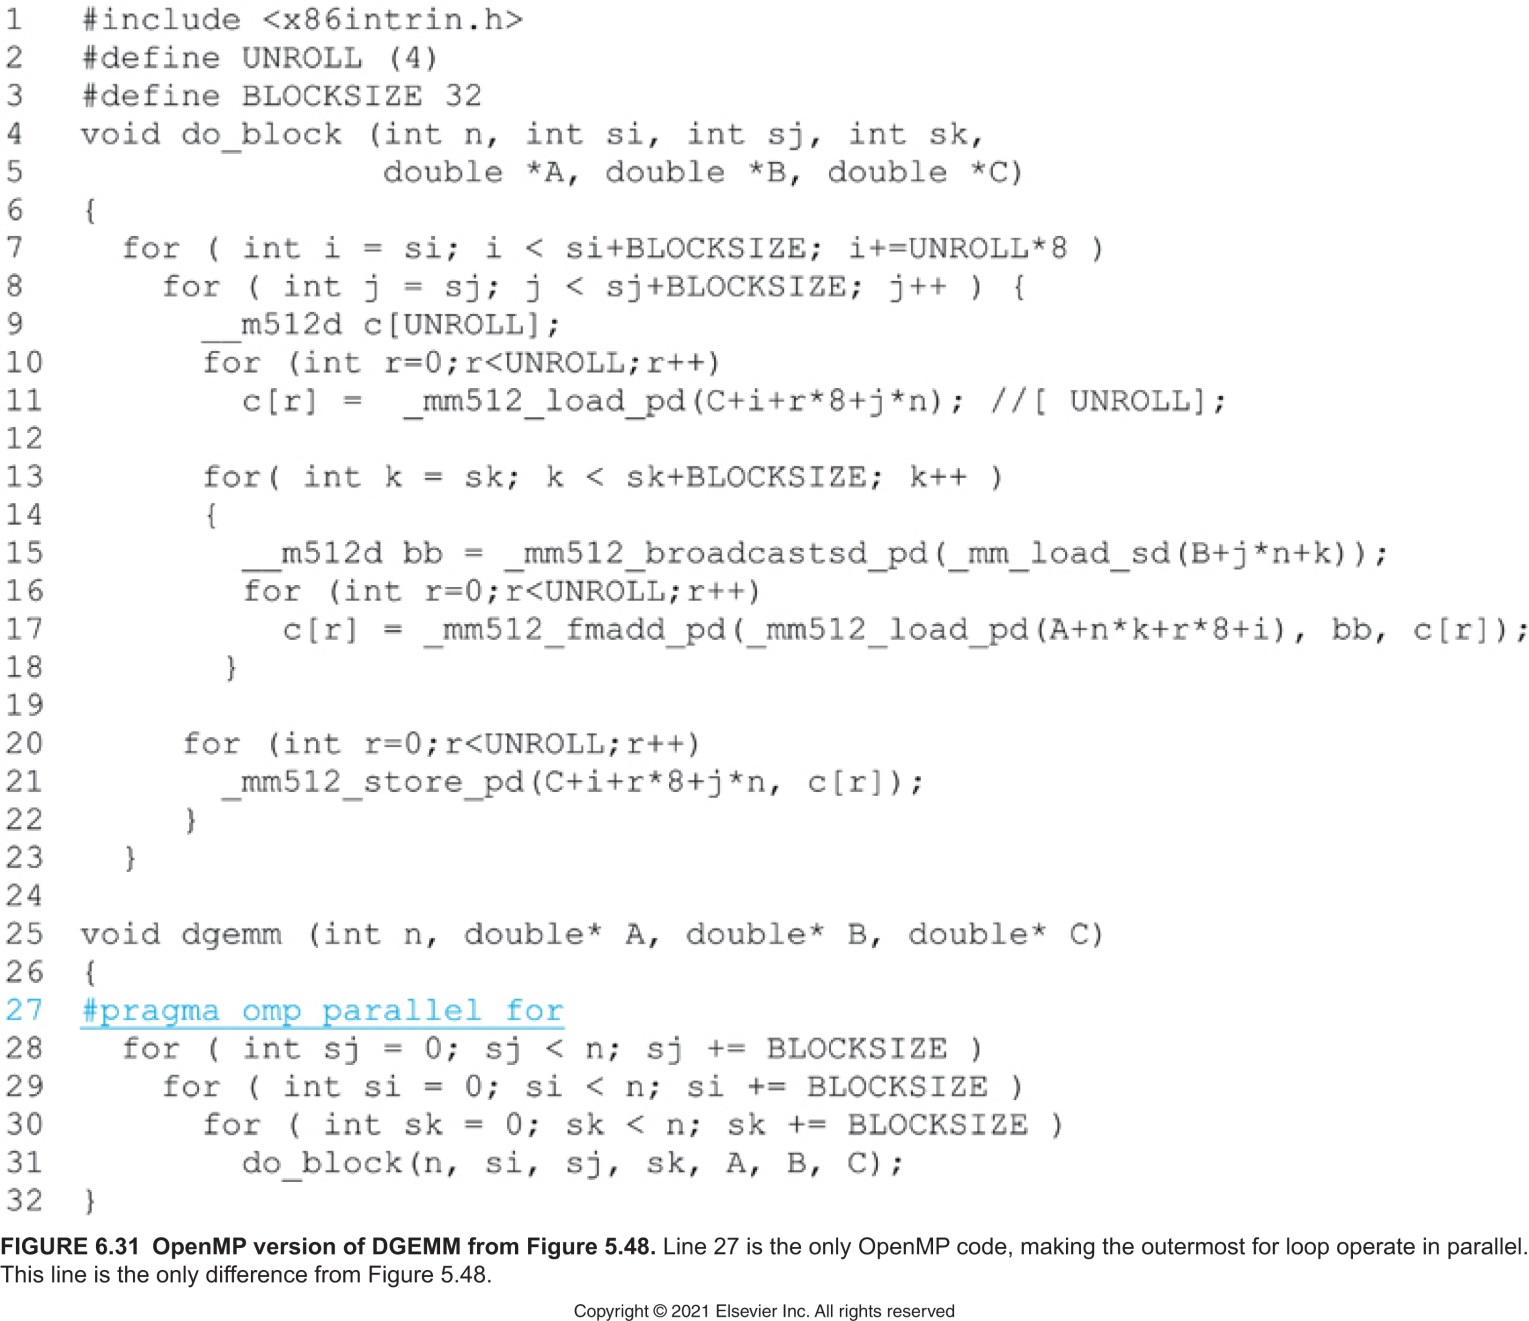 1 #include <x86intrin.h>
2 #define UNROLL (4)
3 #define BLOCKSIZE 32
4 void do_block (int n, int si, int sj, int sk,
5                double *A, double *B, double *C)
6 {
7   for ( int i = si; i < si+BLOCKSIZE; i+=UNROLL*8 )
8     for ( int j = sj; j < sj+BLOCKSIZE; j++ ) {
9       __m512d c[UNROLL];
10      for (int r=0;r<UNROLL;r++)
11        c[r] =  _mm512_load_pd(C+i+r*8+j*n); //[ UNROLL];
12
13      for( int k = sk; k < sk+BLOCKSIZE; k++ )
14      {
15        __m512d bb = _mm512_broadcastsd_pd(_mm_load_sd(B+j*n+k));
16        for (int r=0;r<UNROLL;r++)
17          c[r] = _mm512_fmadd_pd(_mm512_load_pd(A+n*k+r*8+i), bb, c[r]);
18       }
19
20     for (int r=0;r<UNROLL;r++)
21       _mm512_store_pd(C+i+r*8+j*n, c[r]);
22     }
23  }
24
25 void dgemm (int n, double* A, double* B, double* C)
26 {
27 #pragma omp parallel for
28   for ( int sj = 0; sj < n; sj += BLOCKSIZE )
29     for ( int si = 0; si < n; si += BLOCKSIZE )
30       for ( int sk = 0; sk < n; sk += BLOCKSIZE )
31         do_block(n, si, sj, sk, A, B, C);
32 }
FIGURE 6.31 OpenMP version of DGEMM from Figure 5.48. Line 27 is the only OpenMP code, making the outermost for loop operate in parallel.
This line is the only difference from Figure 5.48.
Copyright © 2021 Elsevier Inc. All rights reserved